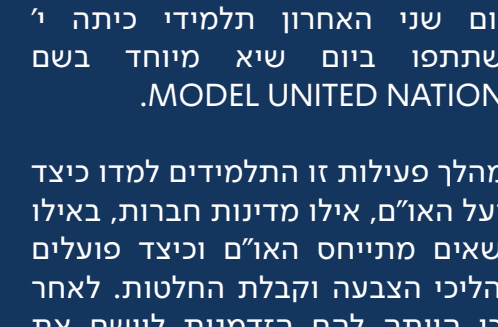 ום שני האחרון תלמידי כיתה י'
שתתפו ביום שיא מיוחד בשם
.MODEL UNITED NATION
מהלך פעילות זו התלמידים למדו כיצד
ועל האו"ם, אילו מדינות חברות, באילו
שאים מתייחס האו"ם וכיצד פועלים
הליכי הצבעה וקבלת החלטות. לאחר